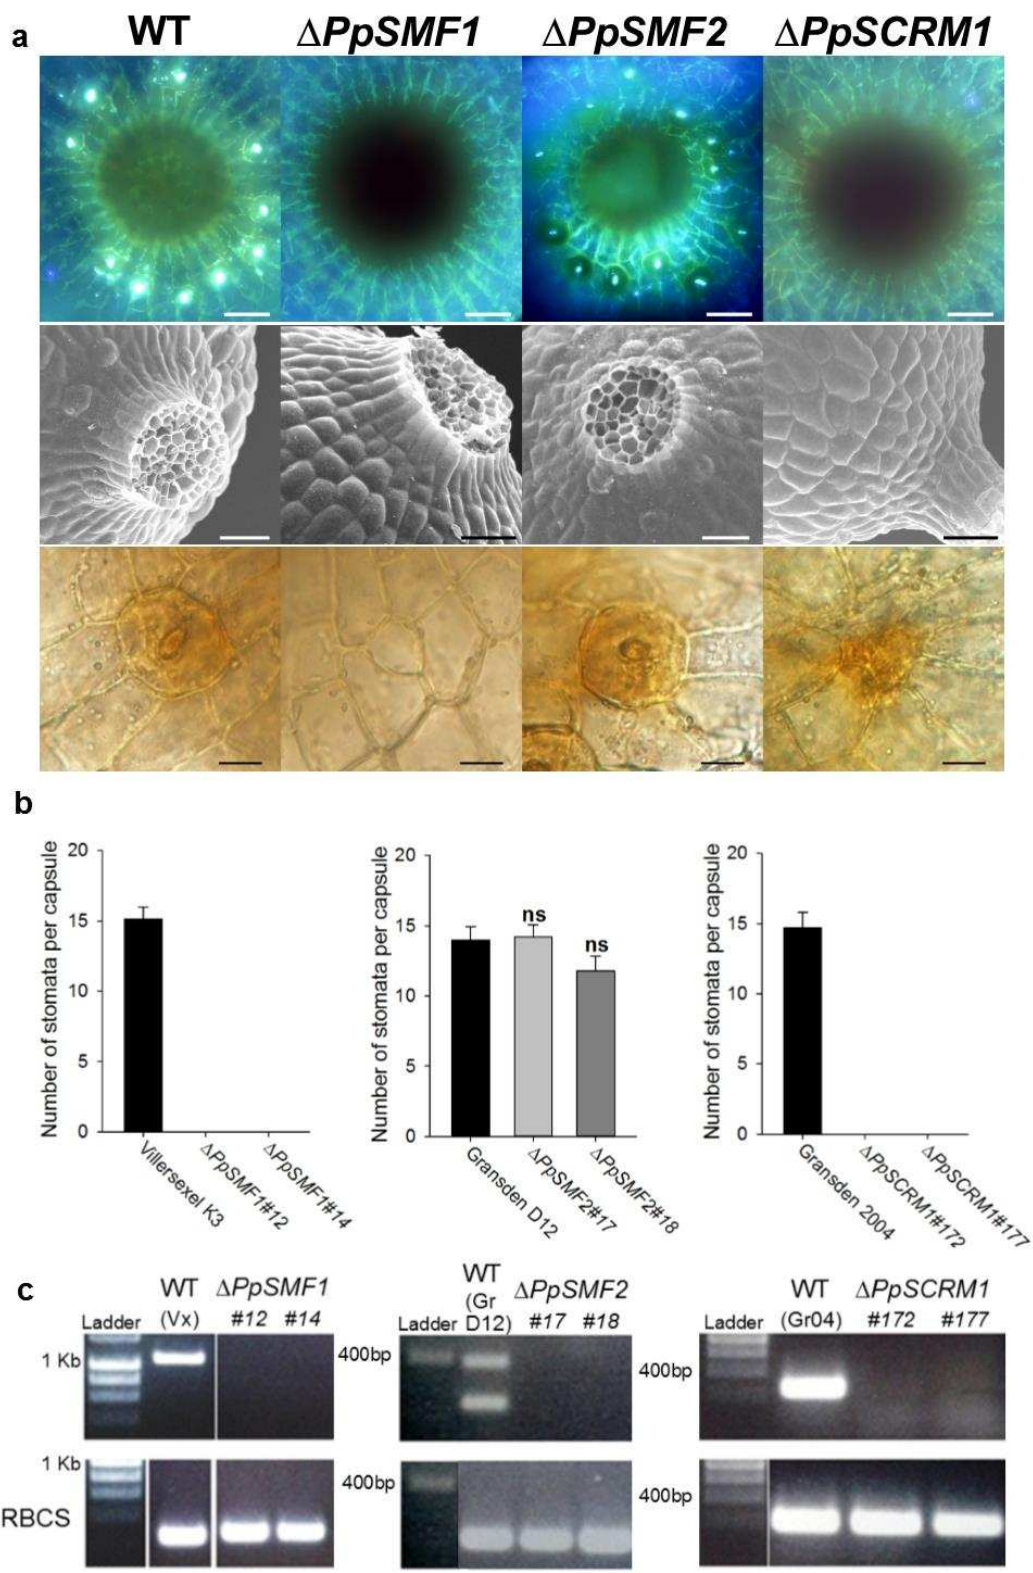 a
WT ΔPpSMF1 ΔPpSMF2 ΔPpSCRM1
b
Number of stomata per capsule
20
15
10
5
0
Villersexel K3
ΔPpSMF1#12
ΔPpSMF1#14
Number of stomata per capsule
20
15
10
5
0
ns
ns
Gransden D12
ΔPpSMF2#17
ΔPpSMF2#18
Number of stomata per capsule
20
15
10
5
0
Gransden 2004
ΔPpSCRM1#172
ΔPpSCRM1#177
c
WT ΔPpSMF1
Ladder (Vx) #12 #14
1 Kb
1 Kb
RBCS
WT ΔPpSMF2
(Gr
Ladder D12) #17 #18
400bp
400bp
WT ΔPpSCRM1
Ladder (Gr04) #172 #177
400bp
400bp